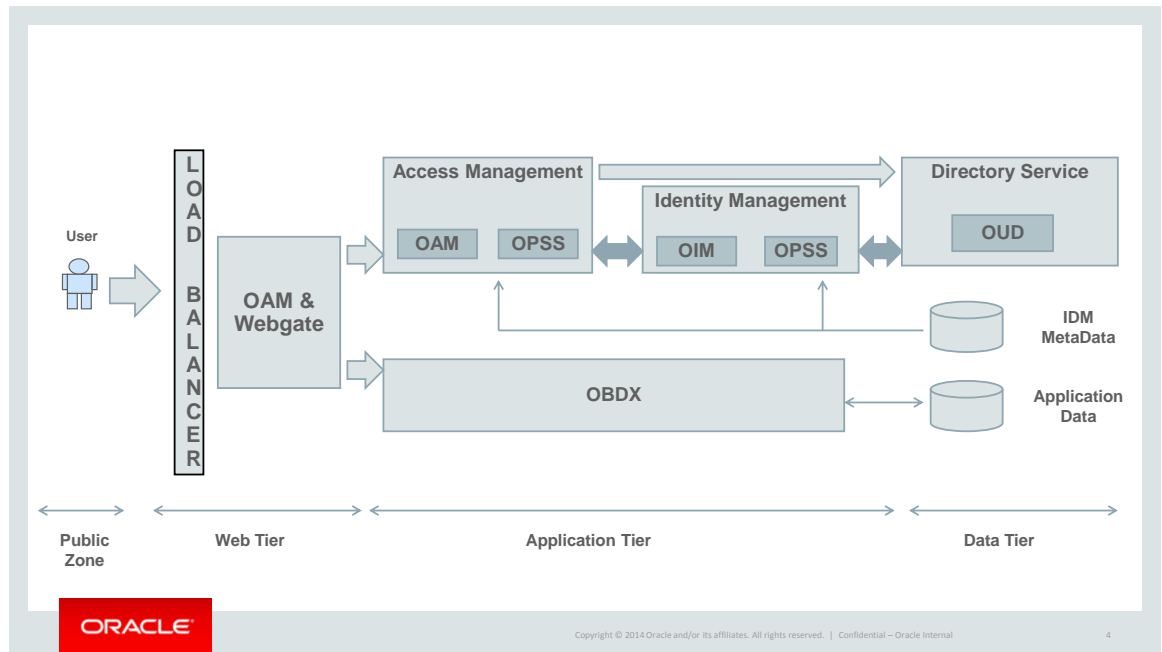 User
LOAD BALANCER
OAM &
Webgate
Access Management
OAM
OPSS
Identity Management
OIM
OPSS
Directory Service
OUD
IDM
MetaData
OBDX
Application
Data
Public
Zone
Web Tier
Application Tier
Data Tier
ORACLE®
Copyright © 2014 Oracle and/or its affiliates. All rights reserved. | Confidential – Oracle Internal
4